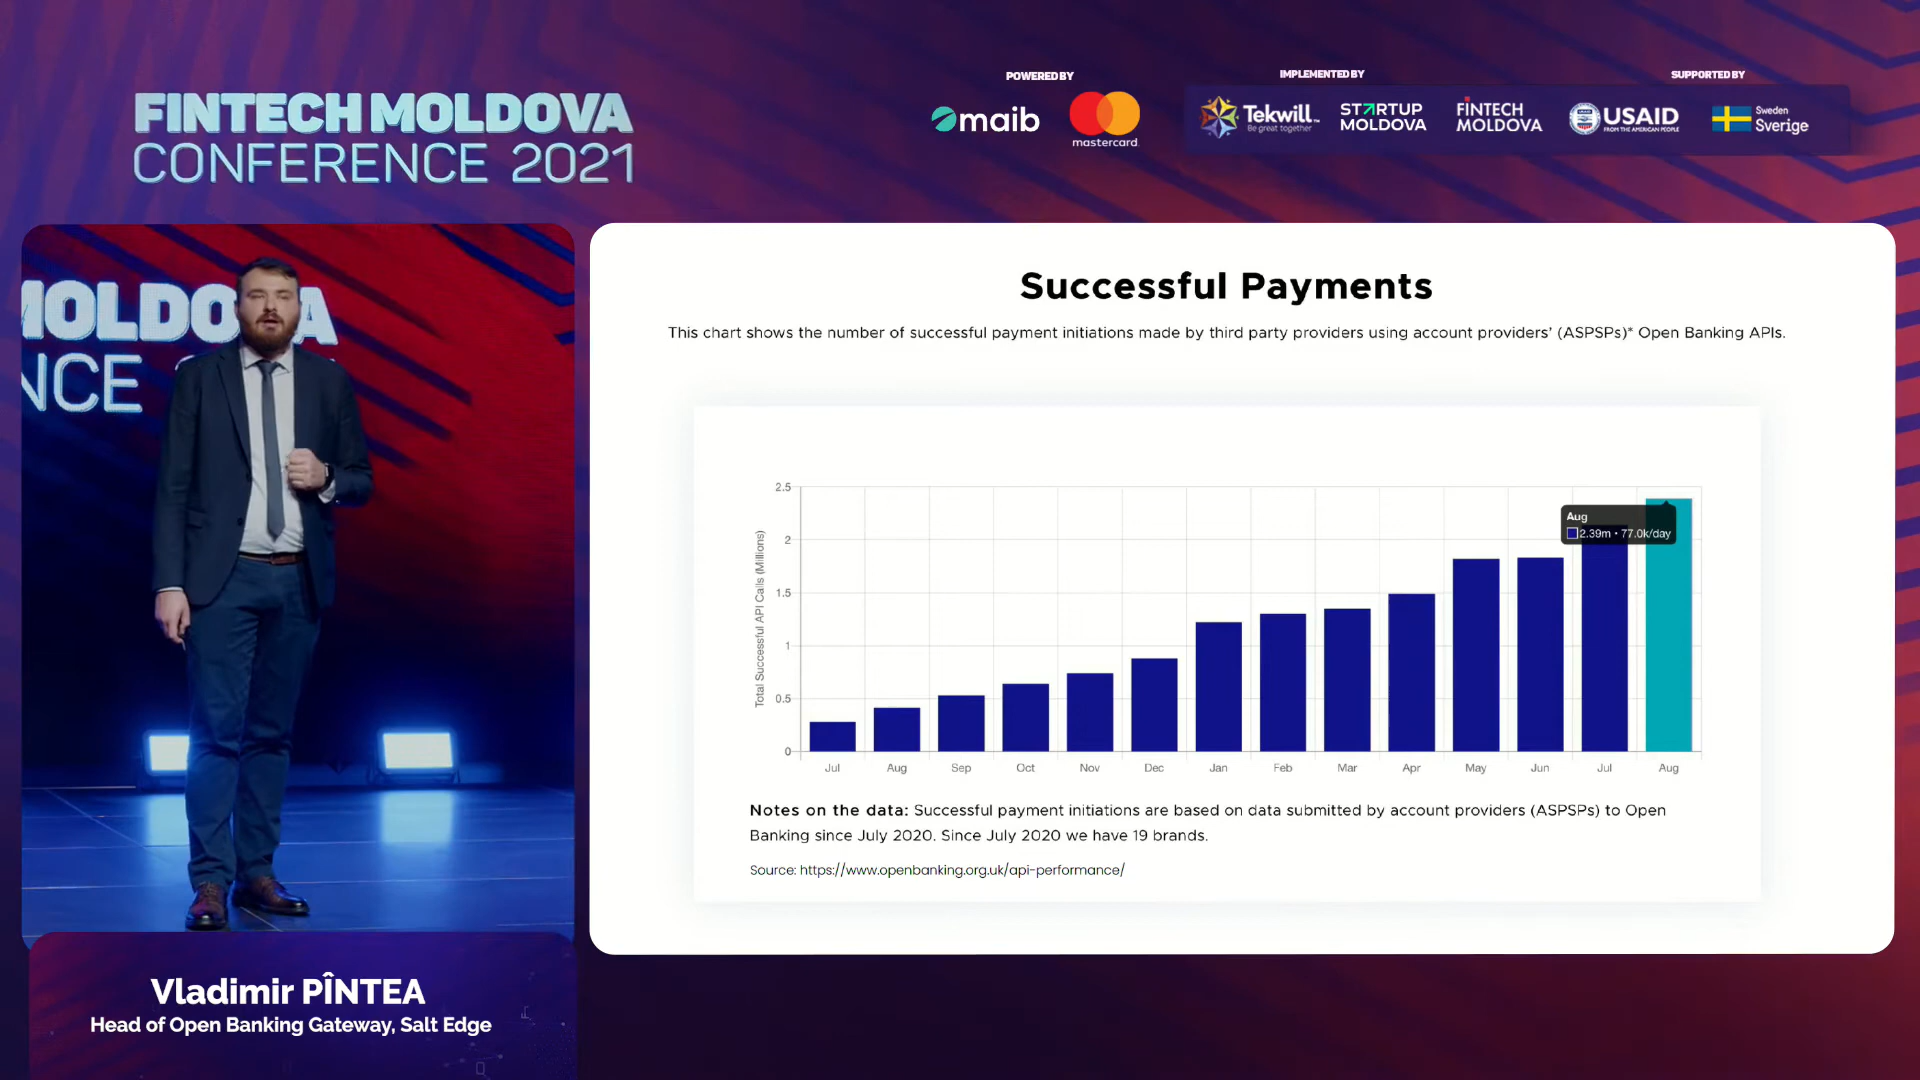 FINTECH MOLDOVA
CONFERENCE 2021
POWERED BY
maib
mastercard.
IMPLEMENTED BY
Tekwill
Be great together
STARTUP
MOLDOVA
FINTECH
MOLDOVA
USAID
FROM THE AMERICAN PEOPLE
SUPPORTED BY
Sweden
Sverige
MOLDOVA
NCE
Vladimir PÎNTEA
Head of Open Banking Gateway, Salt Edge
Successful Payments
This chart shows the number of successful payment initiations made by third party providers using account providers' (ASPSPs)* Open Banking APIs.
Total Successful API Calls (Millions)
2.5
2
1.5
1
0.5
0
Aug
2.39m • 77.0k/day
Jul Aug Sep Oct Nov Dec Jan Feb Mar Apr May Jun Jul Aug
Notes on the data: Successful payment initiations are based on data submitted by account providers (ASPSPs) to Open
Banking since July 2020. Since July 2020 we have 19 brands.
Source: https://www.openbanking.org.uk/api-performance/